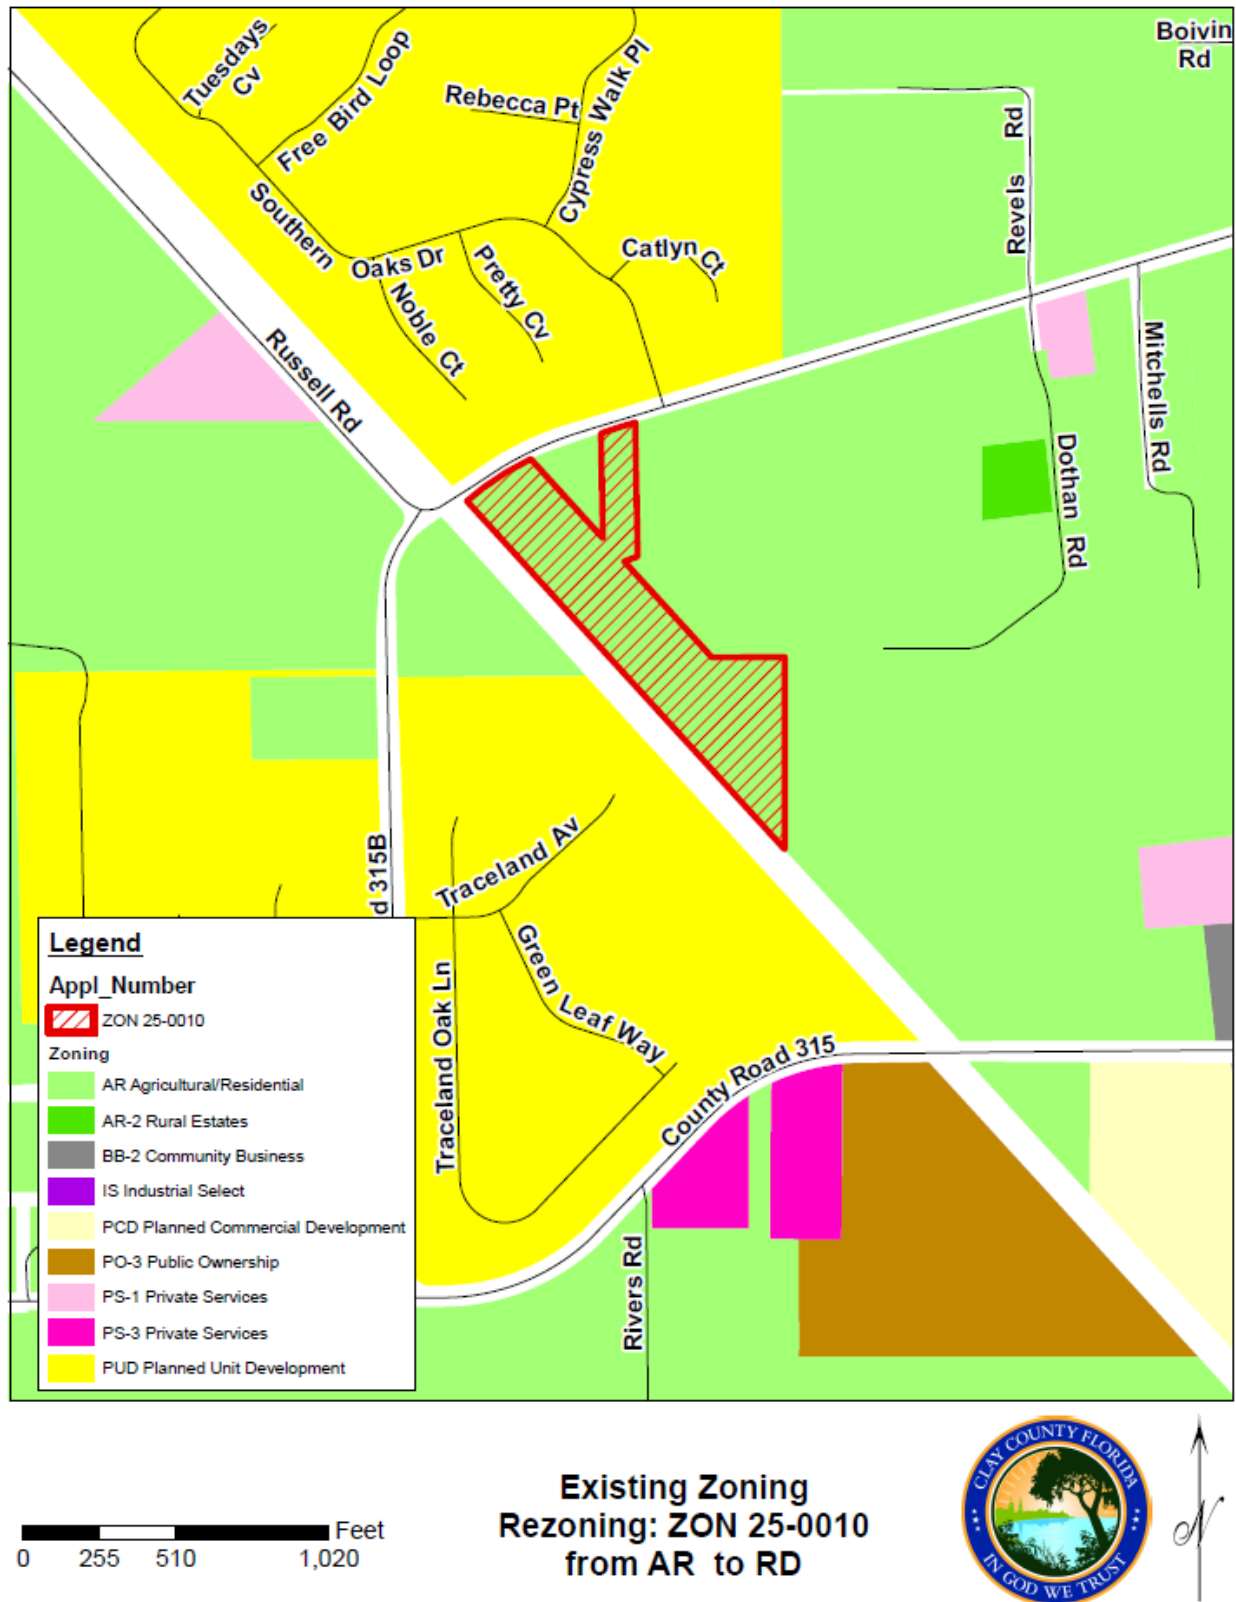 Boivin
Rd
Tuesdays
Cv
Free Bird Loop
Rebecca Pt
Cypress Walk Pl
Revels Rd
Southern
Oaks Dr
Catlyn Ct
Pretty Cv
Noble Ct
Russell Rd
Mitchells Rd
Dothan Rd
d 315B
Traceland Av
Green Leaf Way
Traceland Oak Ln
County Road 315
Rivers Rd
Legend
Appl_Number
ZON 25-0010
Zoning
AR Agricultural/Residential
AR-2 Rural Estates
BB-2 Community Business
IS Industrial Select
PCD Planned Commercial Development
PO-3 Public Ownership
PS-1 Private Services
PS-3 Private Services
PUD Planned Unit Development
Feet
0 255 510 1,020
Existing Zoning
Rezoning: ZON 25-0010
from AR to RD
CLAY COUNTY FLORIDA
IN GOD WE TRUST
N